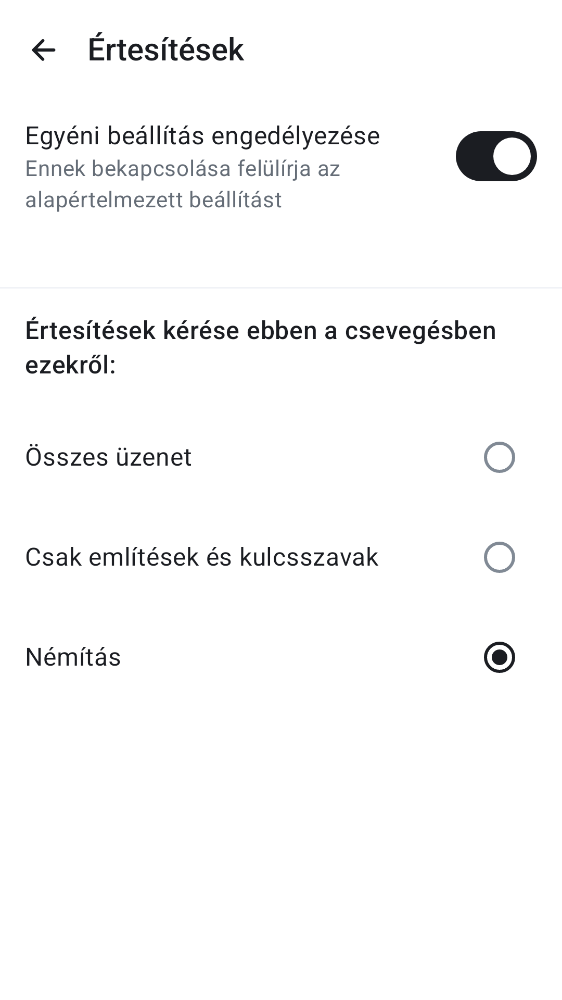 Értesítések
Egyéni beállítás engedélyezése
Ennek bekapcsolása felülírja az
alapértelmezett beállítást
Értesítések kérése ebben a csevegésben
ezekről:
Összes üzenet
Csak említések és kulcsszavak
Némítás